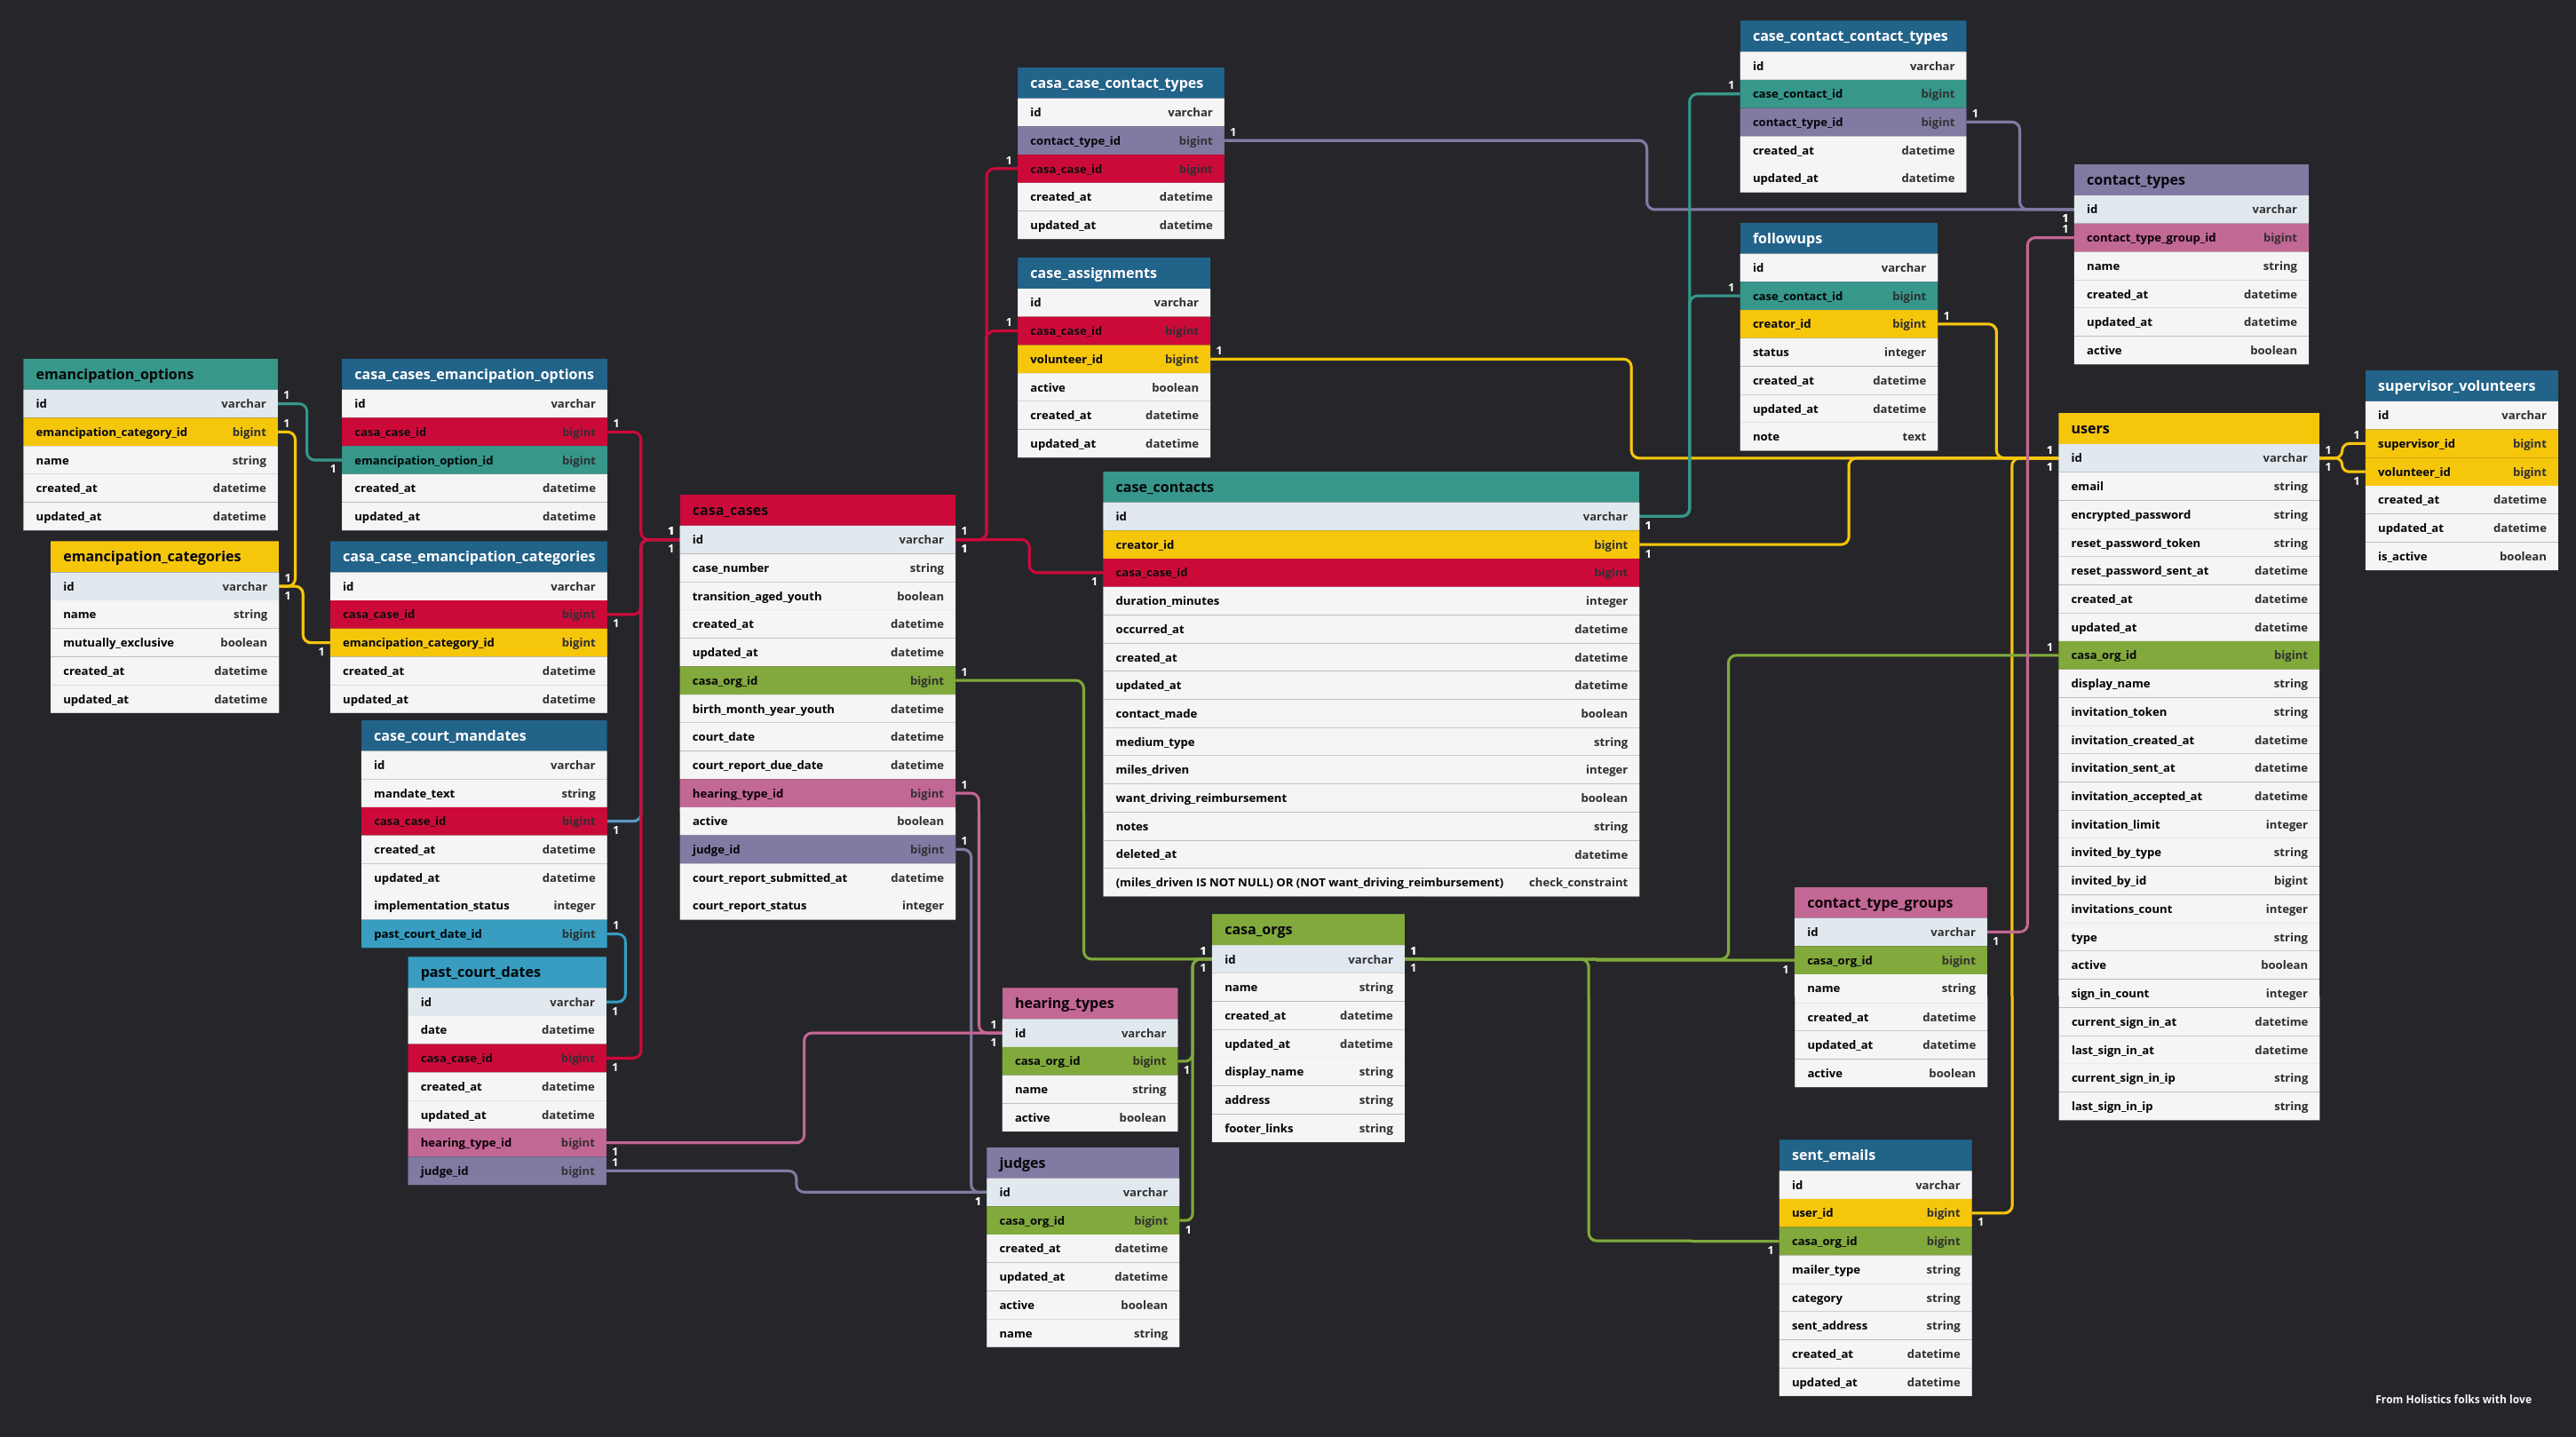 case_contact_contact_types
id varchar
case_contact_id bigint
contact_type_id bigint
created_at datetime
updated_at datetime
casa_case_contact_types
id varchar
contact_type_id bigint
casa_case_id bigint
created_at datetime
updated_at datetime
contact_types
id varchar
contact_type_group_id bigint
name string
created_at datetime
updated_at datetime
active boolean
followups
id varchar
case_contact_id bigint
creator_id bigint
status integer
created_at datetime
updated_at datetime
note text
case_assignments
id varchar
casa_case_id bigint
volunteer_id bigint
active boolean
created_at datetime
updated_at datetime
emancipation_options
id varchar
emancipation_category_id bigint
name string
created_at datetime
updated_at datetime
casa_cases_emancipation_options
id varchar
casa_case_id bigint
emancipation_option_id bigint
created_at datetime
updated_at datetime
supervisor_volunteers
id varchar
supervisor_id bigint
volunteer_id bigint
created_at datetime
updated_at datetime
is_active boolean
users
id varchar
email string
encrypted_password string
reset_password_token string
reset_password_sent_at datetime
created_at datetime
updated_at datetime
casa_org_id bigint
display_name string
invitation_token string
invitation_created_at datetime
invitation_sent_at datetime
invitation_accepted_at datetime
invitation_limit integer
invited_by_type string
invited_by_id bigint
invitations_count integer
type string
active boolean
sign_in_count integer
current_sign_in_at datetime
last_sign_in_at datetime
current_sign_in_ip string
last_sign_in_ip string
case_contacts
id varchar
creator_id bigint
casa_case_id bigint
duration_minutes integer
occurred_at datetime
created_at datetime
updated_at datetime
contact_made boolean
medium_type string
miles_driven integer
want_driving_reimbursement boolean
notes string
deleted_at datetime
(miles_driven IS NOT NULL) OR (NOT want_driving_reimbursement) check_constraint
casa_cases
id varchar
case_number string
transition_aged_youth boolean
created_at datetime
updated_at datetime
casa_org_id bigint
birth_month_year_youth datetime
court_date datetime
court_report_due_date datetime
hearing_type_id bigint
active boolean
judge_id bigint
court_report_submitted_at datetime
court_report_status integer
emancipation_categories
id varchar
name string
mutually_exclusive boolean
created_at datetime
updated_at datetime
casa_case_emancipation_categories
id varchar
casa_case_id bigint
emancipation_category_id bigint
created_at datetime
updated_at datetime
case_court_mandates
id varchar
mandate_text string
casa_case_id bigint
created_at datetime
updated_at datetime
implementation_status integer
past_court_date_id bigint
past_court_dates
id varchar
date datetime
casa_case_id bigint
created_at datetime
updated_at datetime
hearing_type_id bigint
judge_id bigint
contact_type_groups
id varchar
casa_org_id bigint
name string
created_at datetime
updated_at datetime
active boolean
casa_orgs
id varchar
name string
created_at datetime
updated_at datetime
display_name string
address string
footer_links string
hearing_types
id varchar
casa_org_id bigint
name string
active boolean
judges
id varchar
casa_org_id bigint
created_at datetime
updated_at datetime
active boolean
name string
sent_emails
id varchar
user_id bigint
casa_org_id bigint
mailer_type string
category string
sent_address string
created_at datetime
updated_at datetime
From Holistics folks with love